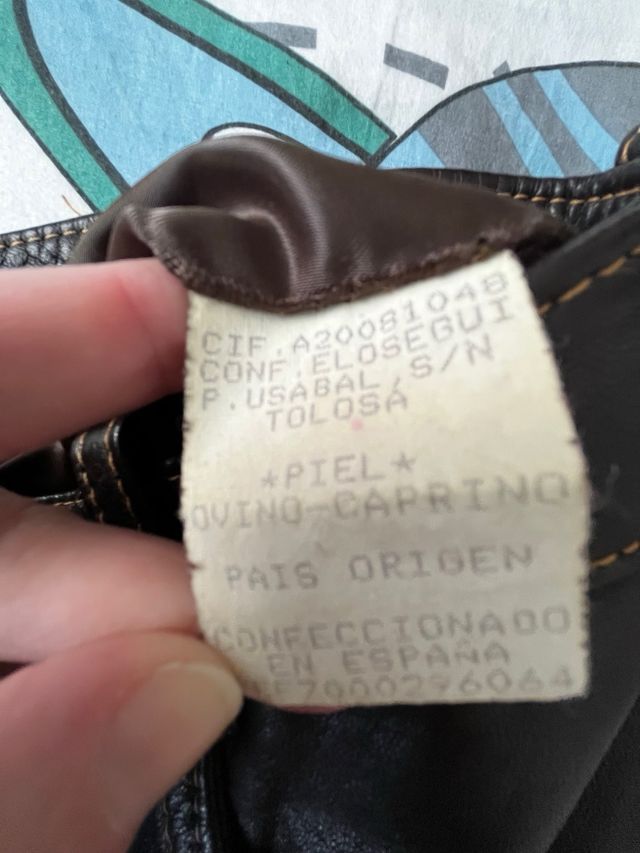 CIF.A20081048
CONF.ELOSEGUI
P.USABAL,S/N
TOLOSA
*PIEL*
OVINO-CAPRINO
PAIS ORIGEN
CONFECCIONADO
EN ESPAÑA